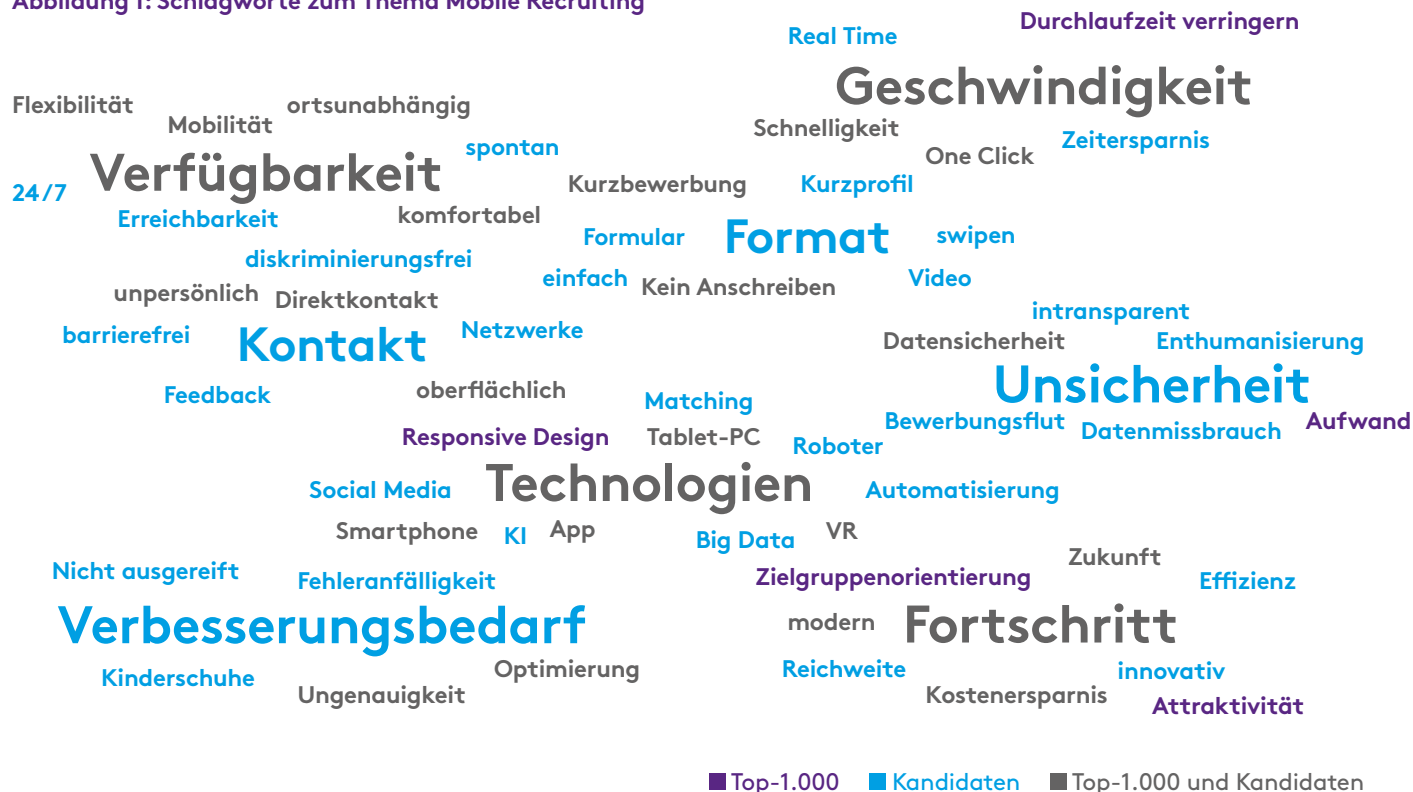 Abbildung 1: Schlagworte zum Thema Mobile Recruiting
Durchlaufzeit verringern
Real Time
Geschwindigkeit
Flexibilität
ortsunabhängig
Mobilität
Schnelligkeit
Zeitersparnis
spontan
One Click
Verfügbarkeit
24/7
Kurzbewerbung
Kurzprofil
Erreichbarkeit
komfortabel
Formular
Format
swipen
diskriminierungsfrei
einfach
Kein Anschreiben
Video
unpersönlich
Direktkontakt
intransparent
barrierefrei
Kontakt
Netzwerke
Datensicherheit
Enthumanisierung
Feedback
oberflächlich
Unsicherheit
Matching
Bewerbungsflut
Datenmissbrauch
Aufwand
Responsive Design
Tablet-PC
Roboter
Social Media
Technologien
Automatisierung
Smartphone
KI
App
Big Data
VR
Zukunft
Nicht ausgereift
Fehleranfälligkeit
Zielgruppenorientierung
Effizienz
Verbesserungsbedarf
modern
Fortschritt
Kinderschuhe
Optimierung
Reichweite
innovativ
Ungenauigkeit
Kostenersparnis
Attraktivität
Top-1.000
Kandidaten
Top-1.000 und Kandidaten